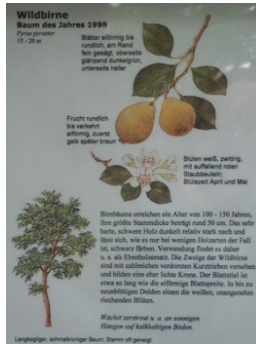 Wildbirne
Baum des Jahres 1998
Pyrus pyraster
15 - 20 m
Blätter eiförmig bis
rundlich, am Rand
fein gesägt, oberseits
glänzend dunkelgrün,
unterseits heller
Frucht rundlich
bis verkehrt
eiförmig, zuerst
gelb später braun
Blüten weiß, zwittrig,
mit auffallend roten
Staubbeuteln,
Blütezeit April und Mai
Birnbäume erreichen ein Alter von 100 - 150 Jahren,
ihre größte Stammdicke beträgt rund 50 cm. Das sehr
harte, schwere Holz dunkelt relativ stark nach und
lässt sich, wie es nur bei wenigen Holzarten der Fall
ist, schwarz färben. Verwendung findet es daher
u. a. als Ebenholzersatz. Die Zweige der Wildbirne
sind mit zahlreichen verdornten Kurztrieben versehen
und bilden eine eher lichte Krone. Der Blattstiel ist
etwa so lang wie die eiförmige Blattspreite. In bis zu
neunblütigen Dolden sitzen die weißen, unangenehm
riechenden Blüten.
Wächst zerstreut u. a. an sonnigen
Hängen auf kalkhaltigen Böden.
Langkegliger, schmalkroniger Baum; Stamm oft geneigt